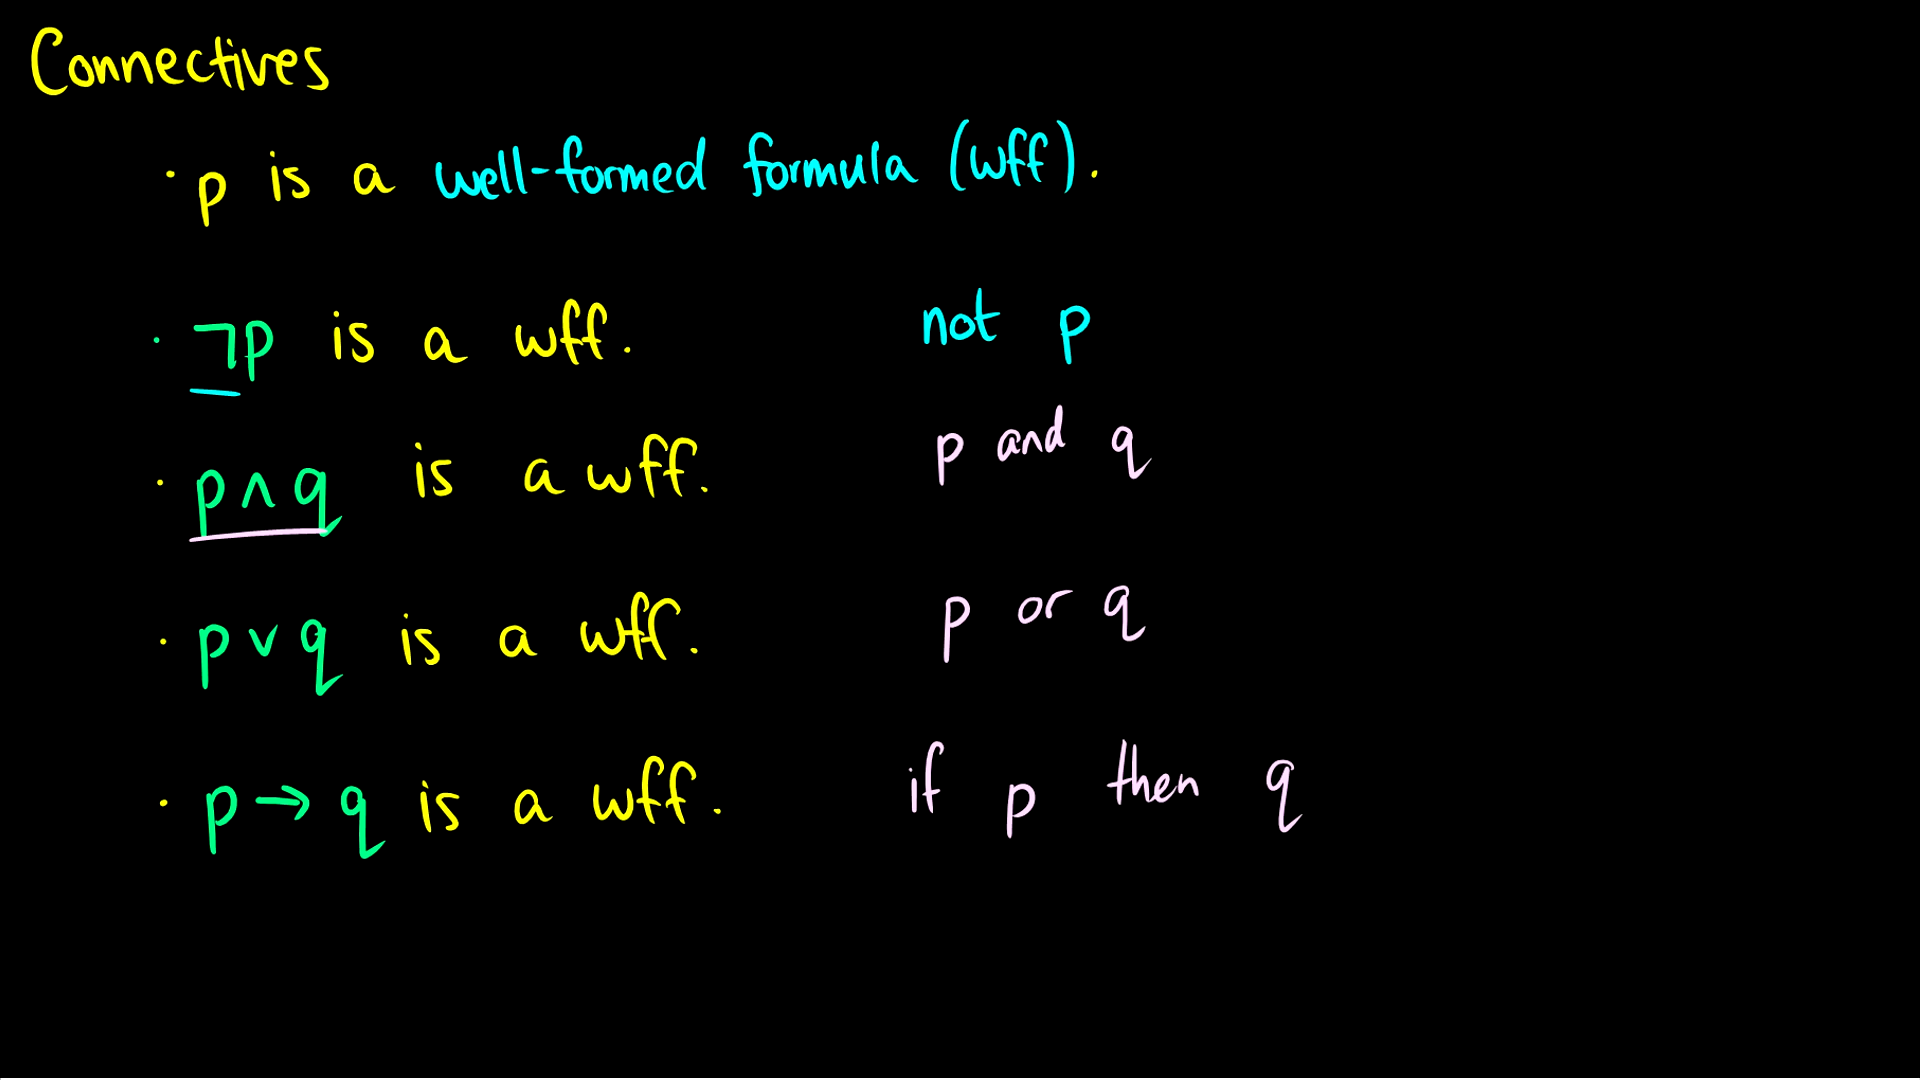 Connectives
· p is a well-formed formula (wff).
· ¬p is a wff. not p
· p ∧ q is a wff. p and q
· p ∨ q is a wff. p or q
· p → q is a wff. if p then q